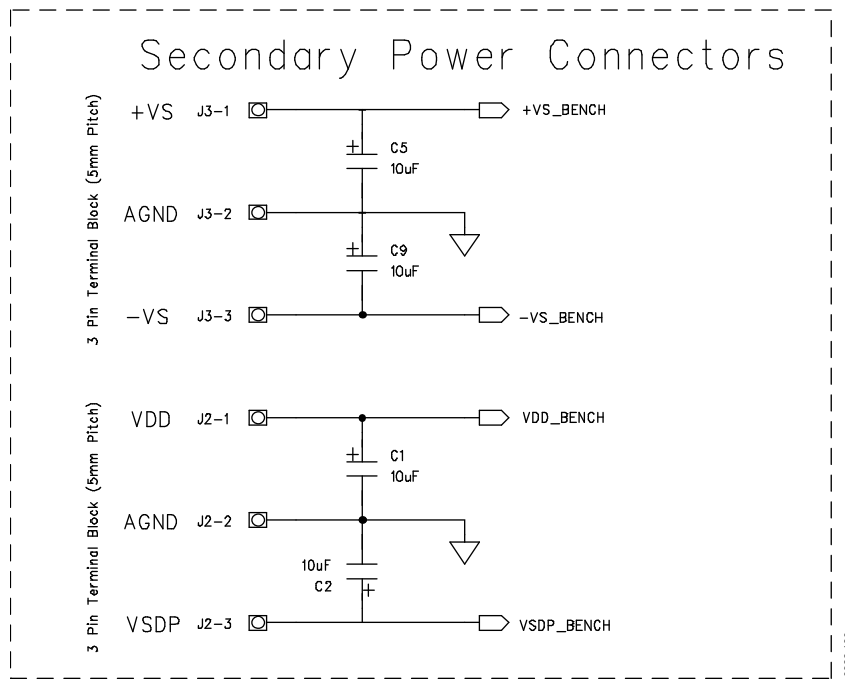 Secondary Power Connectors
3 Pin Terminal Block (5mm Pitch)
+VS J3-1 +VS_BENCH
+ C5
10uF
AGND J3-2
+ C9
10uF
-VS J3-3 -VS_BENCH
3 Pin Terminal Block (5mm Pitch)
VDD J2-1 VDD_BENCH
+ C1
10uF
AGND J2-2
10uF
C2 +
VSDP J2-3 VSDP_BENCH